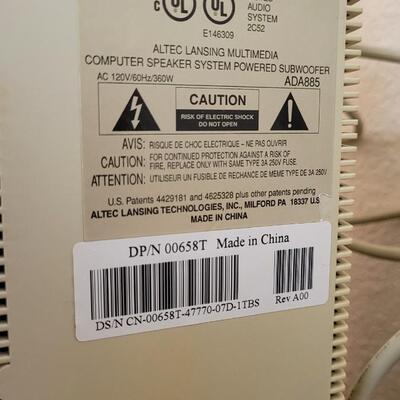 C UL UL
AUDIO
SYSTEM
2C52
E146309
ALTEC LANSING MULTIMEDIA
COMPUTER SPEAKER SYSTEM POWERED SUBWOOFER
ADA885
AC 120V/60Hz/360W
CAUTION
RISK OF ELECTRIC SHOCK
DO NOT OPEN
AVIS: RISQUE DE CHOC ELECTRIQUE – NE PAS OUVRIR
CAUTION: FOR CONTINUED PROTECTION AGAINST A RISK OF
FIRE, REPLACE ONLY WITH SAME TYPE 3A 250V FUSE.
ATTENTION: UTILISER UN FUSIBLE DE RECHANGE DE MEME TYPE DE 3A 250V
U.S. Patents 4429181 and 4625328 plus other patents pending
ALTEC LANSING TECHNOLOGIES, INC., MILFORD PA 18337 U.S
MADE IN CHINA
DP/N 00658T Made in China
DS/N CN-00658T-47770-07D-1TBS
Rev A00